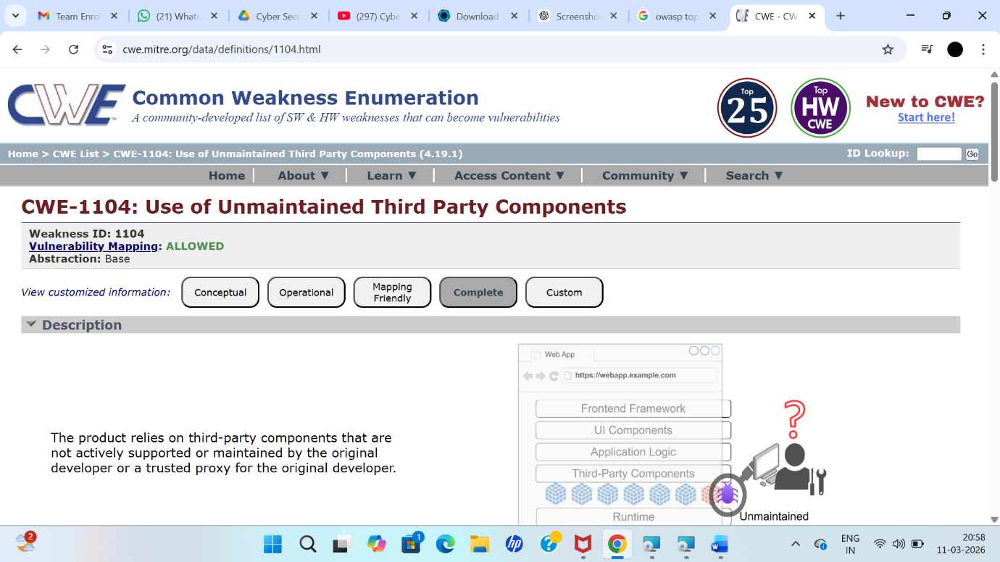 Team Enro
(21) Whats
Cyber Secu
(297) Cybe
Download
Screensho
owasp top
CWE - CW
cwe.mitre.org/data/definitions/1104.html
CWE
Common Weakness Enumeration
A community-developed list of SW & HW weaknesses that can become vulnerabilities
Top
25
Top
HW
CWE
New to CWE?
Start here!
Home > CWE List > CWE-1104: Use of Unmaintained Third Party Components (4.19.1)
ID Lookup:
Go
Home
About ▼
Learn ▼
Access Content ▼
Community ▼
Search ▼
CWE-1104: Use of Unmaintained Third Party Components
Weakness ID: 1104
Vulnerability Mapping: ALLOWED
Abstraction: Base
View customized information:
Conceptual
Operational
Mapping
Friendly
Complete
Custom
Description
The product relies on third-party components that are
not actively supported or maintained by the original
developer or a trusted proxy for the original developer.
Web App
https://webapp.example.com
Frontend Framework
UI Components
Application Logic
Third-Party Components
Runtime
?
Unmaintained
2
1
hp
?
W
ENG
IN
20:58
11-03-2026